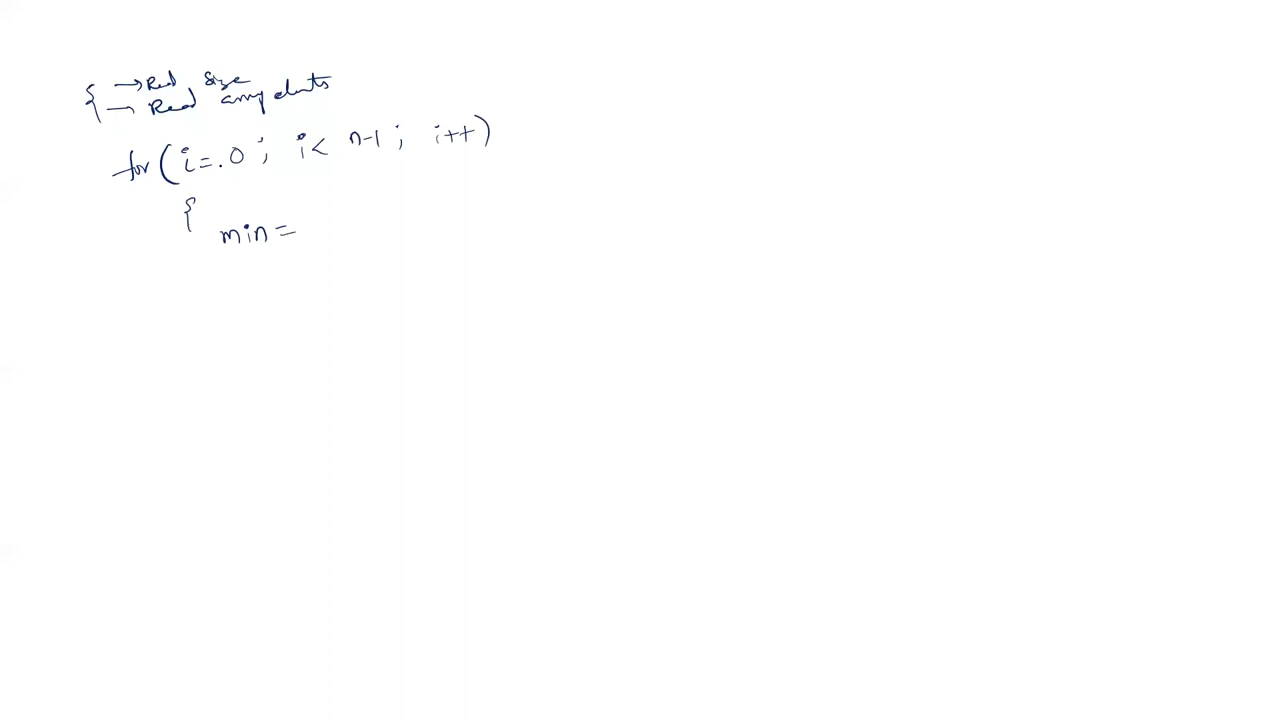 { → Read size
→ Read array elements
for ( i = 0 ; i < n-1 ; i++ )
{
min =